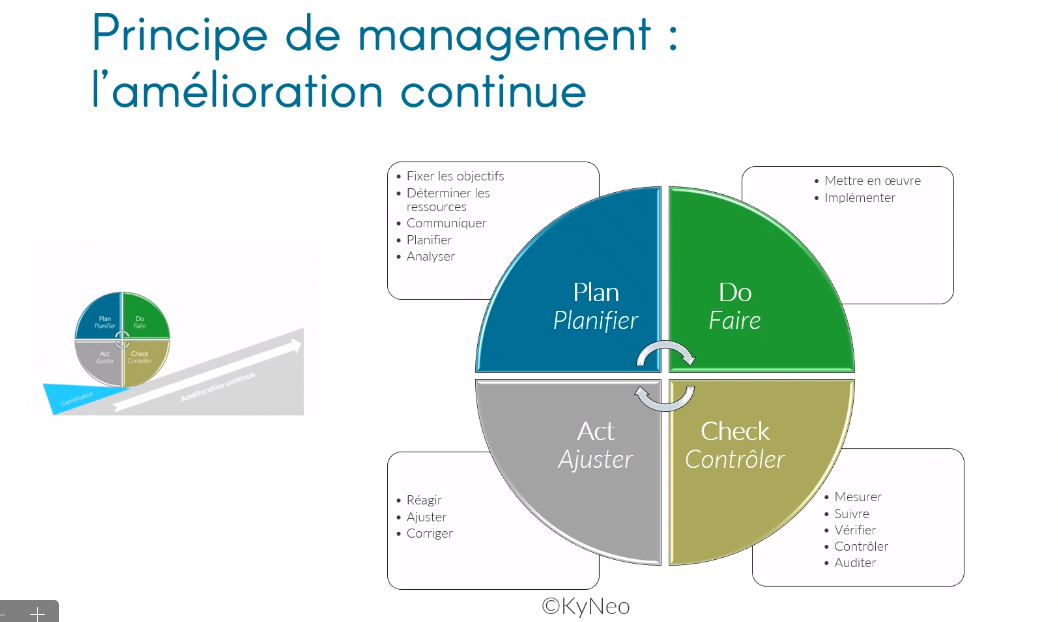 Principe de management :
l'amélioration continue
• Fixer les objectifs
• Déterminer les
ressources
• Communiquer
• Planifier
• Analyser
• Mettre en œuvre
• Implémenter
Plan
Planifier
Do
Faire
Act
Ajuster
Check
Contrôler
• Réagir
• Ajuster
• Corriger
• Mesurer
• Suivre
• Vérifier
• Contrôler
• Auditer
Plan
Planifier
Do
Faire
Act
Ajuster
Check
Contrôler
Capitalisation
Amélioration continue
©KyNeo